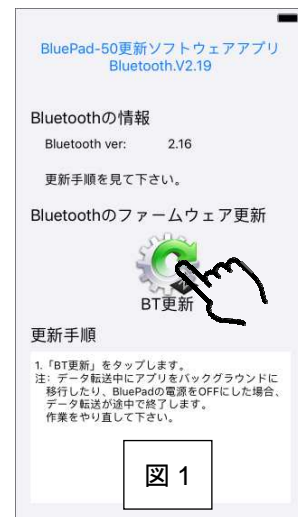 BluePad-50更新ソフトウェアアプリ
Bluetooth.V2.19
Bluetoothの情報
Bluetooth ver: 2.16
更新手順を見て下さい。
Bluetoothのファームウェア更新
BT更新
更新手順
1.「BT更新」をタップします。
注：データ転送中にアプリをバックグラウンドに
移行したり、BluePadの電源をOFFにした場合、
データ転送が途中で終了します。
作業をやり直して下さい。
図 1